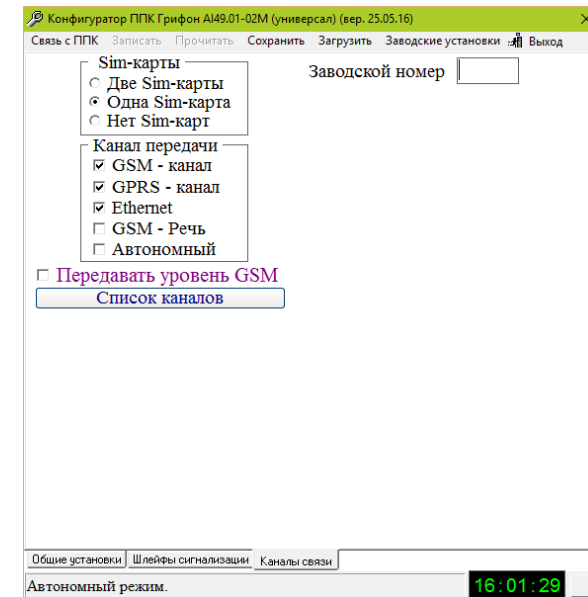 Конфигуратор ППК Грифон AI49.01-02М (универсал) (вер. 25.05.16)
Связь с ППК Записать Прочитать Сохранить Загрузить Заводские установки Выход
Sim-карты
Две Sim-карты
Одна Sim-карта
Нет Sim-карт
Заводской номер
Канал передачи
GSM - канал
GPRS - канал
Ethernet
GSM - Речь
Автономный
Передавать уровень GSM
Список каналов
Общие установки Шлейфы сигнализации Каналы связи
Автономный режим. 16:01:29